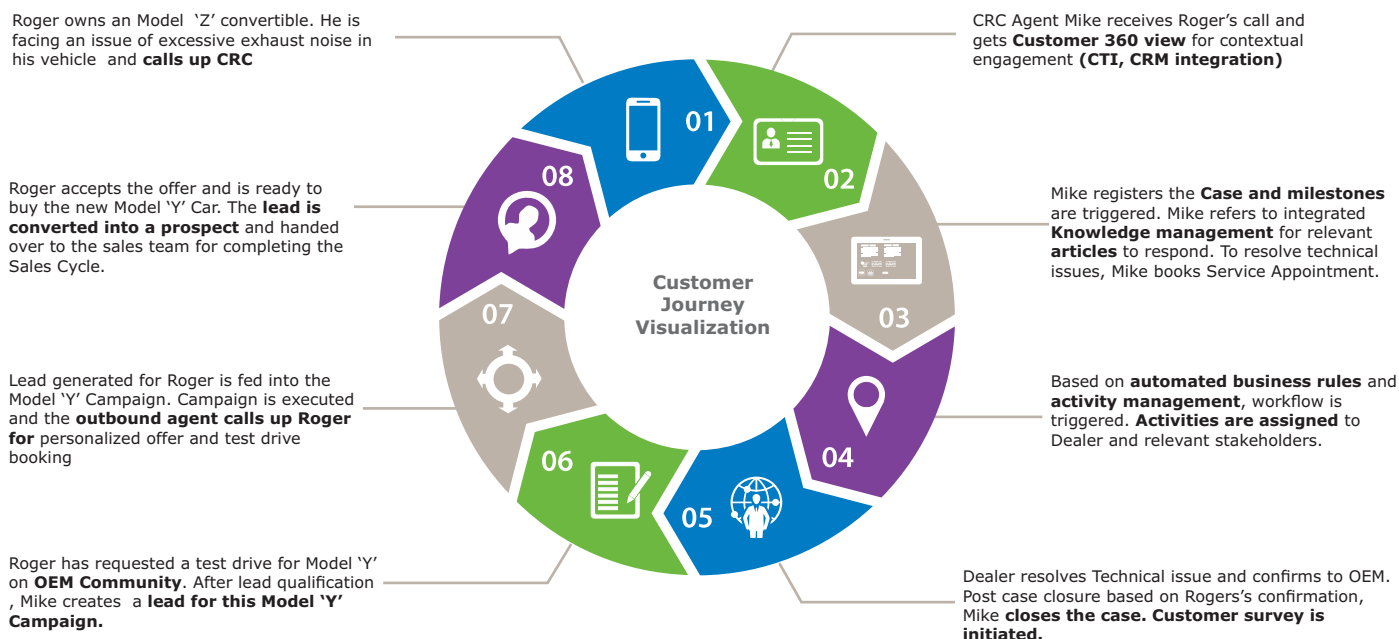 Roger owns an Model  ‘Z’ convertible. He is
facing an issue of excessive exhaust noise in
his vehicle  and calls up CRC
01
CRC Agent Mike receives Roger’s call and
gets Customer 360 view for contextual
engagement (CTI, CRM integration)
02
Mike registers the Case and milestones
are triggered. Mike refers to integrated
Knowledge management for relevant
articles to respond. To resolve technical
issues, Mike books Service Appointment.
03
Based on automated business rules and
activity management, workflow is
triggered. Activities are assigned to
Dealer and relevant stakeholders.
04
Dealer resolves Technical issue and confirms to OEM.
Post case closure based on Rogers’s confirmation,
Mike closes the case. Customer survey is
initiated.
05
Roger has requested a test drive for Model ‘Y’
on OEM Community. After lead qualification
, Mike creates  a lead for this Model ‘Y’
Campaign.
06
Lead generated for Roger is fed into the
Model ‘Y’ Campaign. Campaign is executed
and the outbound agent calls up Roger
for personalized offer and test drive
booking
07
Roger accepts the offer and is ready to
buy the new Model ‘Y’ Car. The lead is
converted into a prospect and handed
over to the sales team for completing the
Sales Cycle.
08
Customer
Journey
Visualization